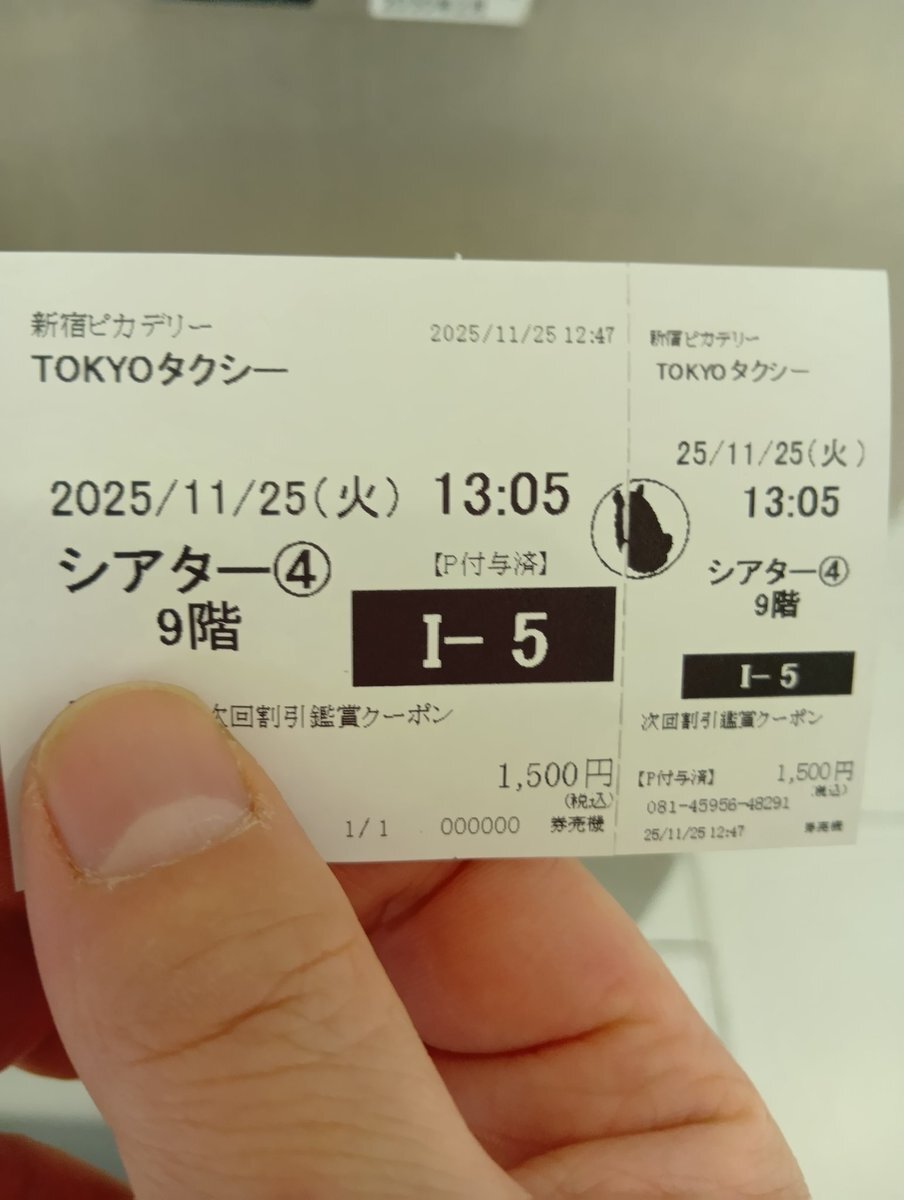 新宿ピカデリー
2025/11/25 12:47
TOKYOタクシー
2025/11/25(火) 13:05
シアター④
【P付与済】
9階
I- 5
次回割引鑑賞クーポン
1,500円
(税込)
1/1 000000 券売機
新宿ピカデリー
TOKYOタクシー
25/11/25(火)
13:05
シアター④
9階
I- 5
次回割引鑑賞クーポン
【P付与済】 1,500円
(税込)
081-45956-48291
25/11/25 12:47 券売機